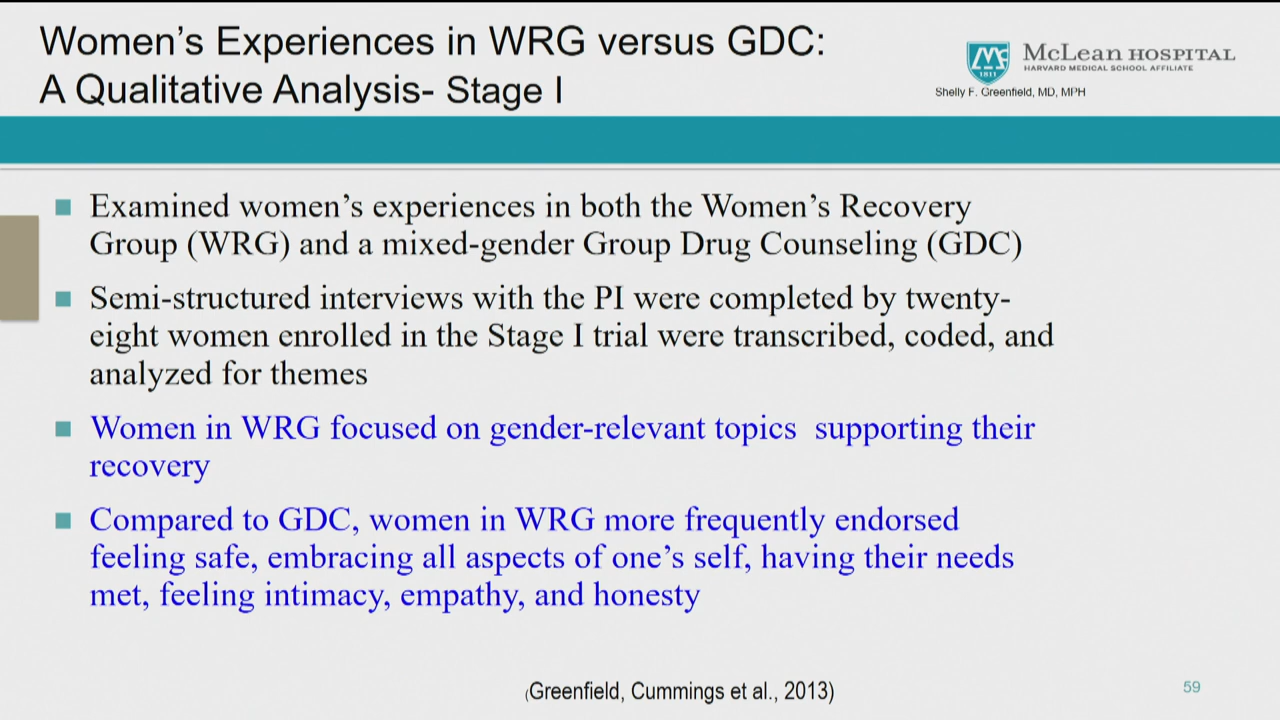 Women’s Experiences in WRG versus GDC:
A Qualitative Analysis- Stage I
McLean HOSPITAL
HARVARD MEDICAL SCHOOL AFFILIATE
1811
Shelly F. Greenfield, MD, MPH
Examined women’s experiences in both the Women’s Recovery
Group (WRG) and a mixed-gender Group Drug Counseling (GDC)
Semi-structured interviews with the PI were completed by twenty-
eight women enrolled in the Stage I trial were transcribed, coded, and
analyzed for themes
Women in WRG focused on gender-relevant topics  supporting their
recovery
Compared to GDC, women in WRG more frequently endorsed
feeling safe, embracing all aspects of one’s self, having their needs
met, feeling intimacy, empathy, and honesty
(Greenfield, Cummings et al., 2013)
59